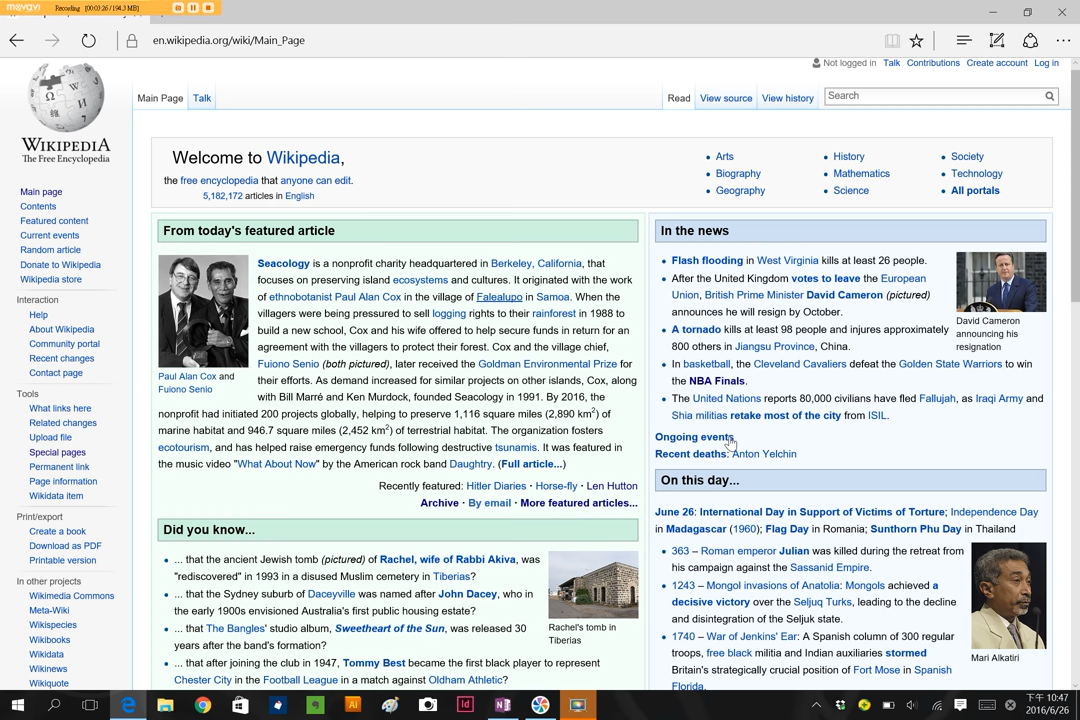 movavi Recording [00:03:26 / 194.3 MB]
en.wikipedia.org/wiki/Main_Page
Not logged in Talk Contributions Create account Log in
Main Page Talk Read View source View history Search
WIKIPEDIA
The Free Encyclopedia
Main page
Contents
Featured content
Current events
Random article
Donate to Wikipedia
Wikipedia store
Interaction
Help
About Wikipedia
Community portal
Recent changes
Contact page
Tools
What links here
Related changes
Upload file
Special pages
Permanent link
Page information
Wikidata item
Print/export
Create a book
Download as PDF
Printable version
In other projects
Wikimedia Commons
Meta-Wiki
Wikispecies
Wikibooks
Wikidata
Wikinews
Wikiquote
Welcome to Wikipedia,
the free encyclopedia that anyone can edit.
5,182,172 articles in English
• Arts
• Biography
• Geography
• History
• Mathematics
• Science
• Society
• Technology
• All portals
From today's featured article
Seacology is a nonprofit charity headquartered in Berkeley, California, that
focuses on preserving island ecosystems and cultures. It originated with the work
of ethnobotanist Paul Alan Cox in the village of Falealupo in Samoa. When the
villagers were being pressured to sell logging rights to their rainforest in 1988 to
build a new school, Cox and his wife offered to help secure funds in return for an
agreement with the villagers to protect their forest. Cox and the village chief,
Fuiono Senio (both pictured), later received the Goldman Environmental Prize for
their efforts. As demand increased for similar projects on other islands, Cox, along
with Bill Marré and Ken Murdock, founded Seacology in 1991. By 2016, the
nonprofit had initiated 200 projects globally, helping to preserve 1,116 square miles (2,890 km²) of
marine habitat and 946.7 square miles (2,452 km²) of terrestrial habitat. The organization fosters
ecotourism, and has helped raise emergency funds following destructive tsunamis. It was featured in
the music video "What About Now" by the American rock band Daughtry. (Full article...)
Paul Alan Cox and
Fuiono Senio
Recently featured: Hitler Diaries · Horse-fly · Len Hutton
Archive · By email · More featured articles...
Did you know...
• ... that the ancient Jewish tomb (pictured) of Rachel, wife of Rabbi Akiva, was
"rediscovered" in 1993 in a disused Muslim cemetery in Tiberias?
• ... that the Sydney suburb of Daceyville was named after John Dacey, who in
the early 1900s envisioned Australia's first public housing estate?
• ... that The Bangles' studio album, Sweetheart of the Sun, was released 30
years after the band's formation?
• ... that after joining the club in 1947, Tommy Best became the first black player to represent
Chester City in the Football League in a match against Oldham Athletic?
Rachel's tomb in
Tiberias
In the news
• Flash flooding in West Virginia kills at least 26 people.
• After the United Kingdom votes to leave the European
Union, British Prime Minister David Cameron (pictured)
announces he will resign by October.
• A tornado kills at least 98 people and injures approximately
800 others in Jiangsu Province, China.
• In basketball, the Cleveland Cavaliers defeat the Golden State Warriors to win
the NBA Finals.
• The United Nations reports 80,000 civilians have fled Fallujah, as Iraqi Army and
Shia militias retake most of the city from ISIL.
David Cameron
announcing his
resignation
Ongoing events
Recent deaths: Anton Yelchin
On this day...
June 26: International Day in Support of Victims of Torture; Independence Day
in Madagascar (1960); Flag Day in Romania; Sunthorn Phu Day in Thailand
• 363 – Roman emperor Julian was killed during the retreat from
his campaign against the Sassanid Empire.
• 1243 – Mongol invasions of Anatolia: Mongols achieved a
decisive victory over the Seljuq Turks, leading to the decline
and disintegration of the Seljuk state.
• 1740 – War of Jenkins' Ear: A Spanish column of 300 regular
troops, free black militia and Indian auxiliaries stormed
Britain's strategically crucial position of Fort Mose in Spanish
Florida.
Mari Alkatiri
下午 10:47
2016/6/26